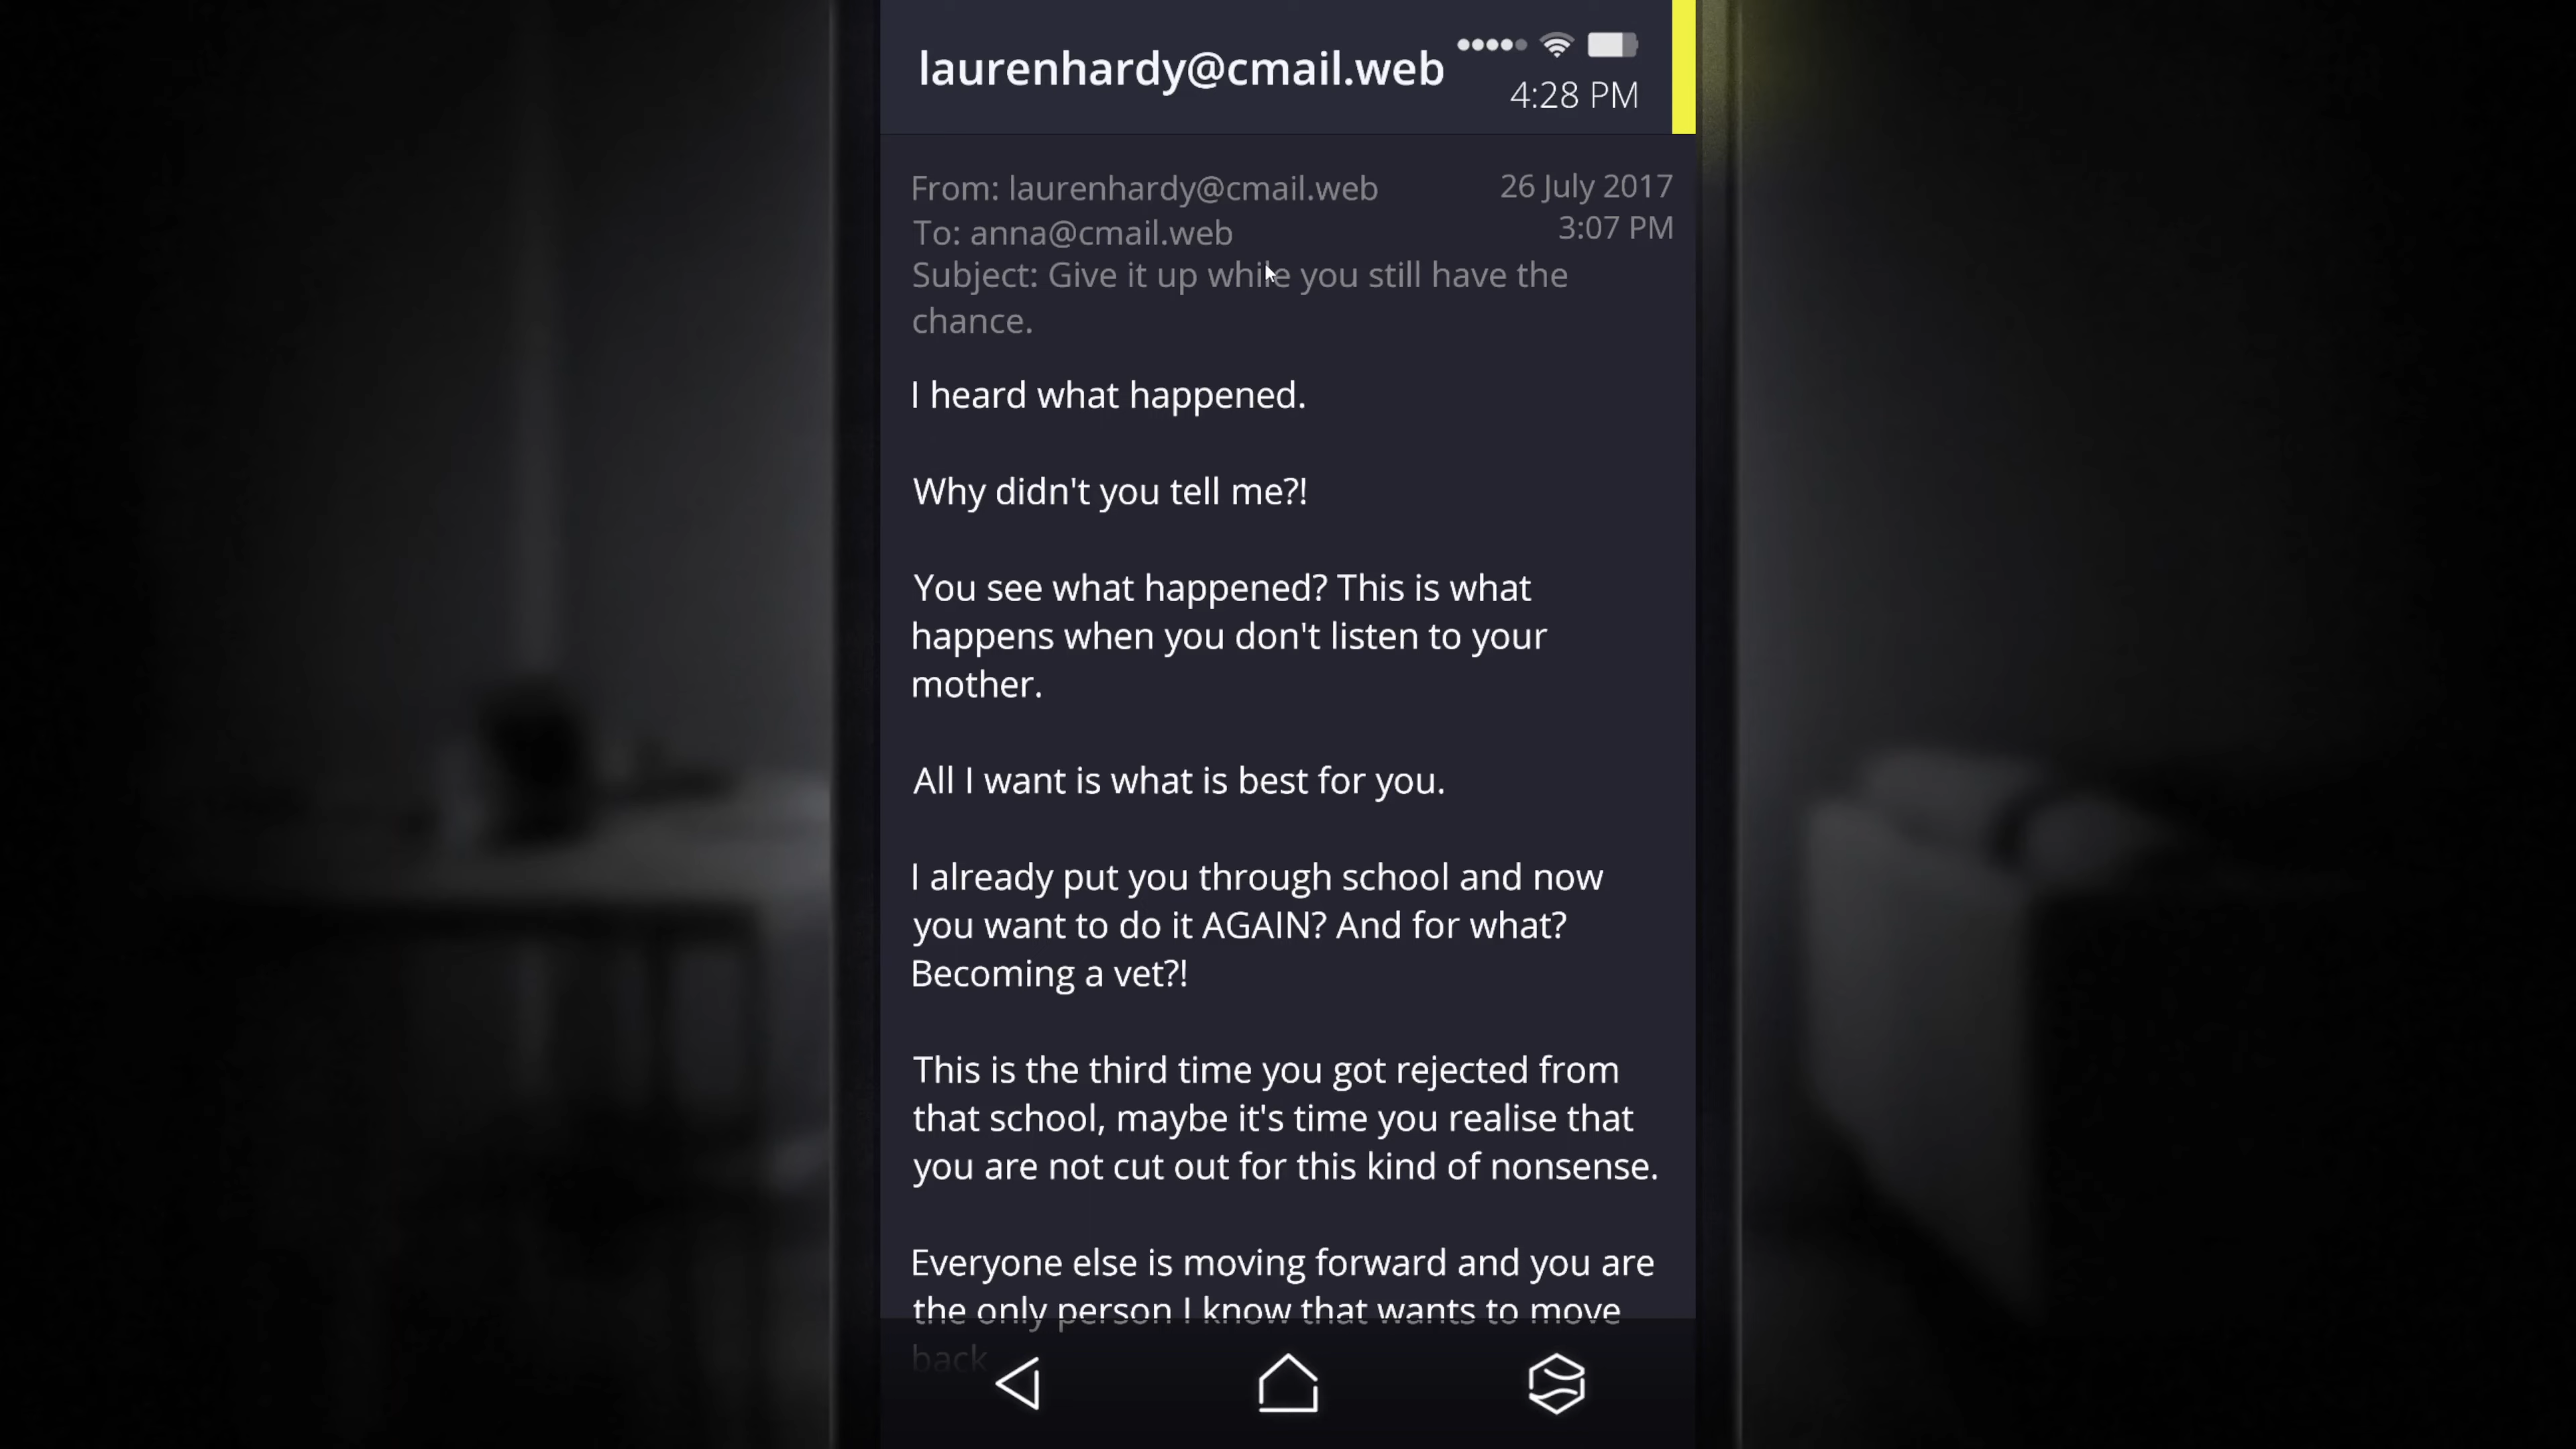 laurenhardy@cmail.web
4:28 PM
From: laurenhardy@cmail.web
26 July 2017
To: anna@cmail.web
3:07 PM
Subject: Give it up while you still have the
chance.
I heard what happened.
Why didn't you tell me?!
You see what happened? This is what
happens when you don't listen to your
mother.
All I want is what is best for you.
I already put you through school and now
you want to do it AGAIN? And for what?
Becoming a vet?!
This is the third time you got rejected from
that school, maybe it's time you realise that
you are not cut out for this kind of nonsense.
Everyone else is moving forward and you are
the only person I know that wants to move
back